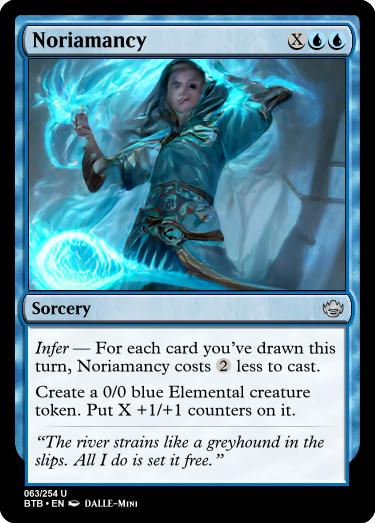 Noriamancy X
Sorcery
Infer — For each card you've drawn this
turn, Noriamancy costs 2 less to cast.
Create a 0/0 blue Elemental creature
token. Put X +1/+1 counters on it.
"The river strains like a greyhound in the
slips. All I do is set it free."
063/254 U
BTB • EN DALLE-Mini